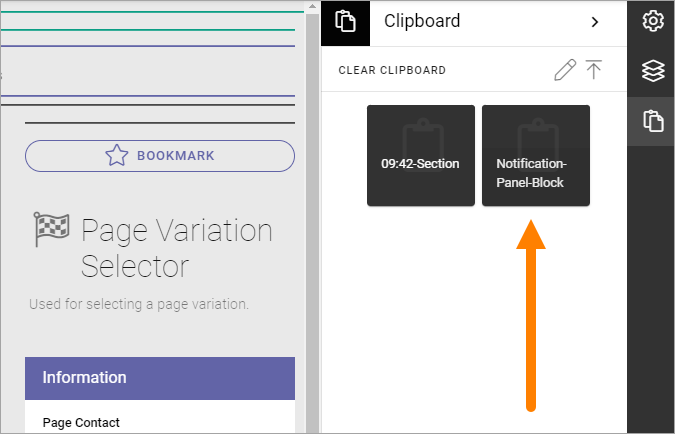 Clipboard
CLEAR CLIPBOARD
09:42-Section
Notification-
Panel-Block
BOOKMARK
Page Variation
Selector
Used for selecting a page variation.
Information
Page Contact